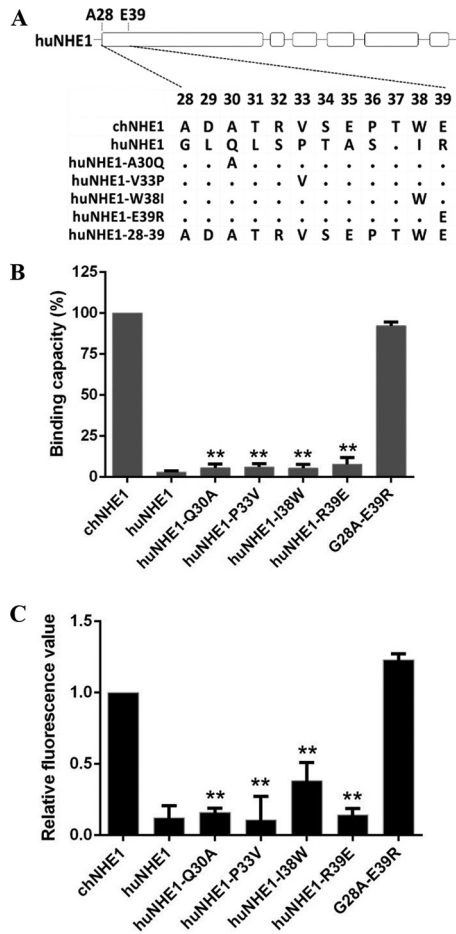 A
A28 E39
huNHE1
28 29 30 31 32 33 34 35 36 37 38 39
chNHE1 A D A T R V S E P T W E
huNHE1 G L Q L S P T A S . I R
huNHE1-A30Q . . A . . . . . . . . .
huNHE1-V33P . . . . . V . . . . . .
huNHE1-W38I . . . . . . . . . . W .
huNHE1-E39R . . . . . . . . . . . E
huNHE1-28-39 A D A T R V S E P T W E
B
Binding capacity (%)
125
100
75
50
25
0
** ** ** **
chNHE1
huNHE1
huNHE1-Q30A
huNHE1-P33V
huNHE1-I38W
huNHE1-R39E
G28A-E39R
C
Relative fluorescence value
1.5
1.0
0.5
0.0
** ** ** **
chNHE1
huNHE1
huNHE1-Q30A
huNHE1-P33V
huNHE1-I38W
huNHE1-R39E
G28A-E39R